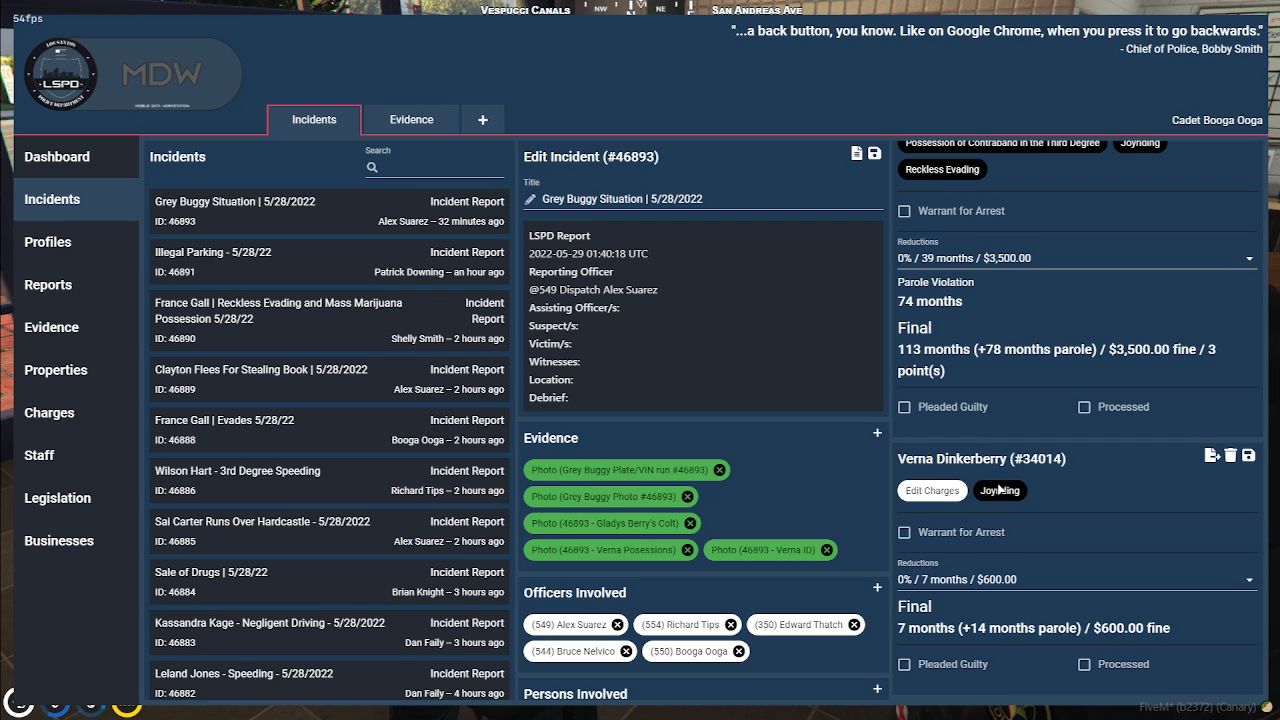 54fps
Vespucci Canals
NW
NE
San Andreas Ave
"...a back button, you know. Like on Google Chrome, when you press it to go backwards."
- Chief of Police, Bobby Smith
LOS SANTOS
LSPD
POLICE DEPARTMENT
MDW
MOBILE DATA WORKSTATION
Incidents
Evidence
+
Cadet Booga Ooga
Dashboard
Incidents
Profiles
Reports
Evidence
Properties
Charges
Staff
Legislation
Businesses
Incidents
Search
Grey Buggy Situation | 5/28/2022 Incident Report
ID: 46893 Alex Suarez – 32 minutes ago
Illegal Parking - 5/28/22 Incident Report
ID: 46891 Patrick Downing – an hour ago
France Gall | Reckless Evading and Mass Marijuana Incident
Possession 5/28/22 Report
ID: 46890 Shelly Smith – 2 hours ago
Clayton Flees For Stealing Book | 5/28/2022 Incident Report
ID: 46889 Alex Suarez – 2 hours ago
France Gall | Evades 5/28/22 Incident Report
ID: 46888 Booga Ooga – 2 hours ago
Wilson Hart - 3rd Degree Speeding Incident Report
ID: 46886 Richard Tips – 2 hours ago
Sai Carter Runs Over Hardcastle - 5/28/2022 Incident Report
ID: 46885 Alex Suarez – 2 hours ago
Sale of Drugs | 5/28/22 Incident Report
ID: 46884 Brian Knight – 3 hours ago
Kassandra Kage - Negligent Driving - 5/28/2022 Incident Report
ID: 46883 Dan Faily – 3 hours ago
Leland Jones - Speeding - 5/28/2022 Incident Report
ID: 46882 Dan Faily – 4 hours ago
Edit Incident (#46893)
Title
Grey Buggy Situation | 5/28/2022
LSPD Report
2022-05-29 01:40:18 UTC
Reporting Officer
@549 Dispatch Alex Suarez
Assisting Officer/s:
Suspect/s:
Victim/s:
Witnesses:
Location:
Debrief:
Evidence +
Photo (Grey Buggy Plate/VIN run #46893)
Photo (Grey Buggy Photo #46893)
Photo (46893 - Gladys Berry's Colt)
Photo (46893 - Verna Posessions) Photo (46893 - Verna ID)
Officers Involved +
(549) Alex Suarez (554) Richard Tips (350) Edward Thatch
(544) Bruce Nelvico (550) Booga Ooga
Persons Involved +
Possession of Contraband in the Third Degree Joyriding
Reckless Evading
Warrant for Arrest
Reductions
0% / 39 months / $3,500.00
Parole Violation
74 months
Final
113 months (+78 months parole) / $3,500.00 fine / 3
point(s)
Pleaded Guilty Processed
Verna Dinkerberry (#34014)
Edit Charges Joyriding
Warrant for Arrest
Reductions
0% / 7 months / $600.00
Final
7 months (+14 months parole) / $600.00 fine
Pleaded Guilty Processed
FiveM* (b2372) (Canary)